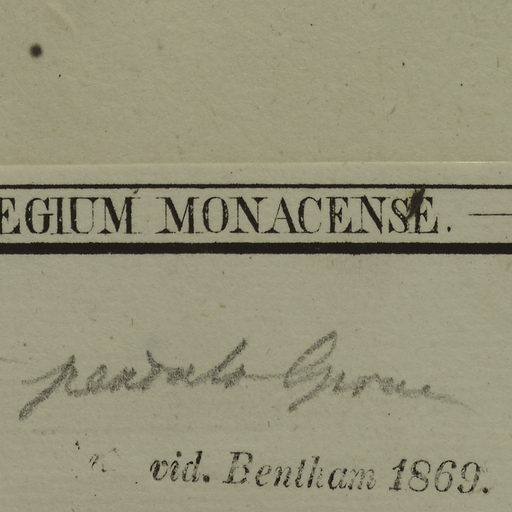 EGIUM MONACENSE.
vid. Bentham 1869.